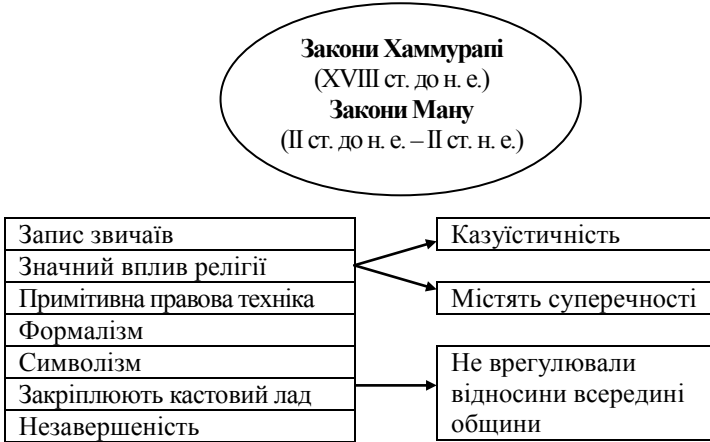 Закони Хаммурапі
(XVIII ст. до н. е.)
Закони Ману
(II ст. до н. е. – II ст. н. е.)
Запис звичаїв
Значний вплив релігії
Примітивна правова техніка
Формалізм
Символізм
Закріплюють кастовий лад
Незавершеність
Казуїстичність
Містять суперечності
Не врегулювали
відносини всередині
общини